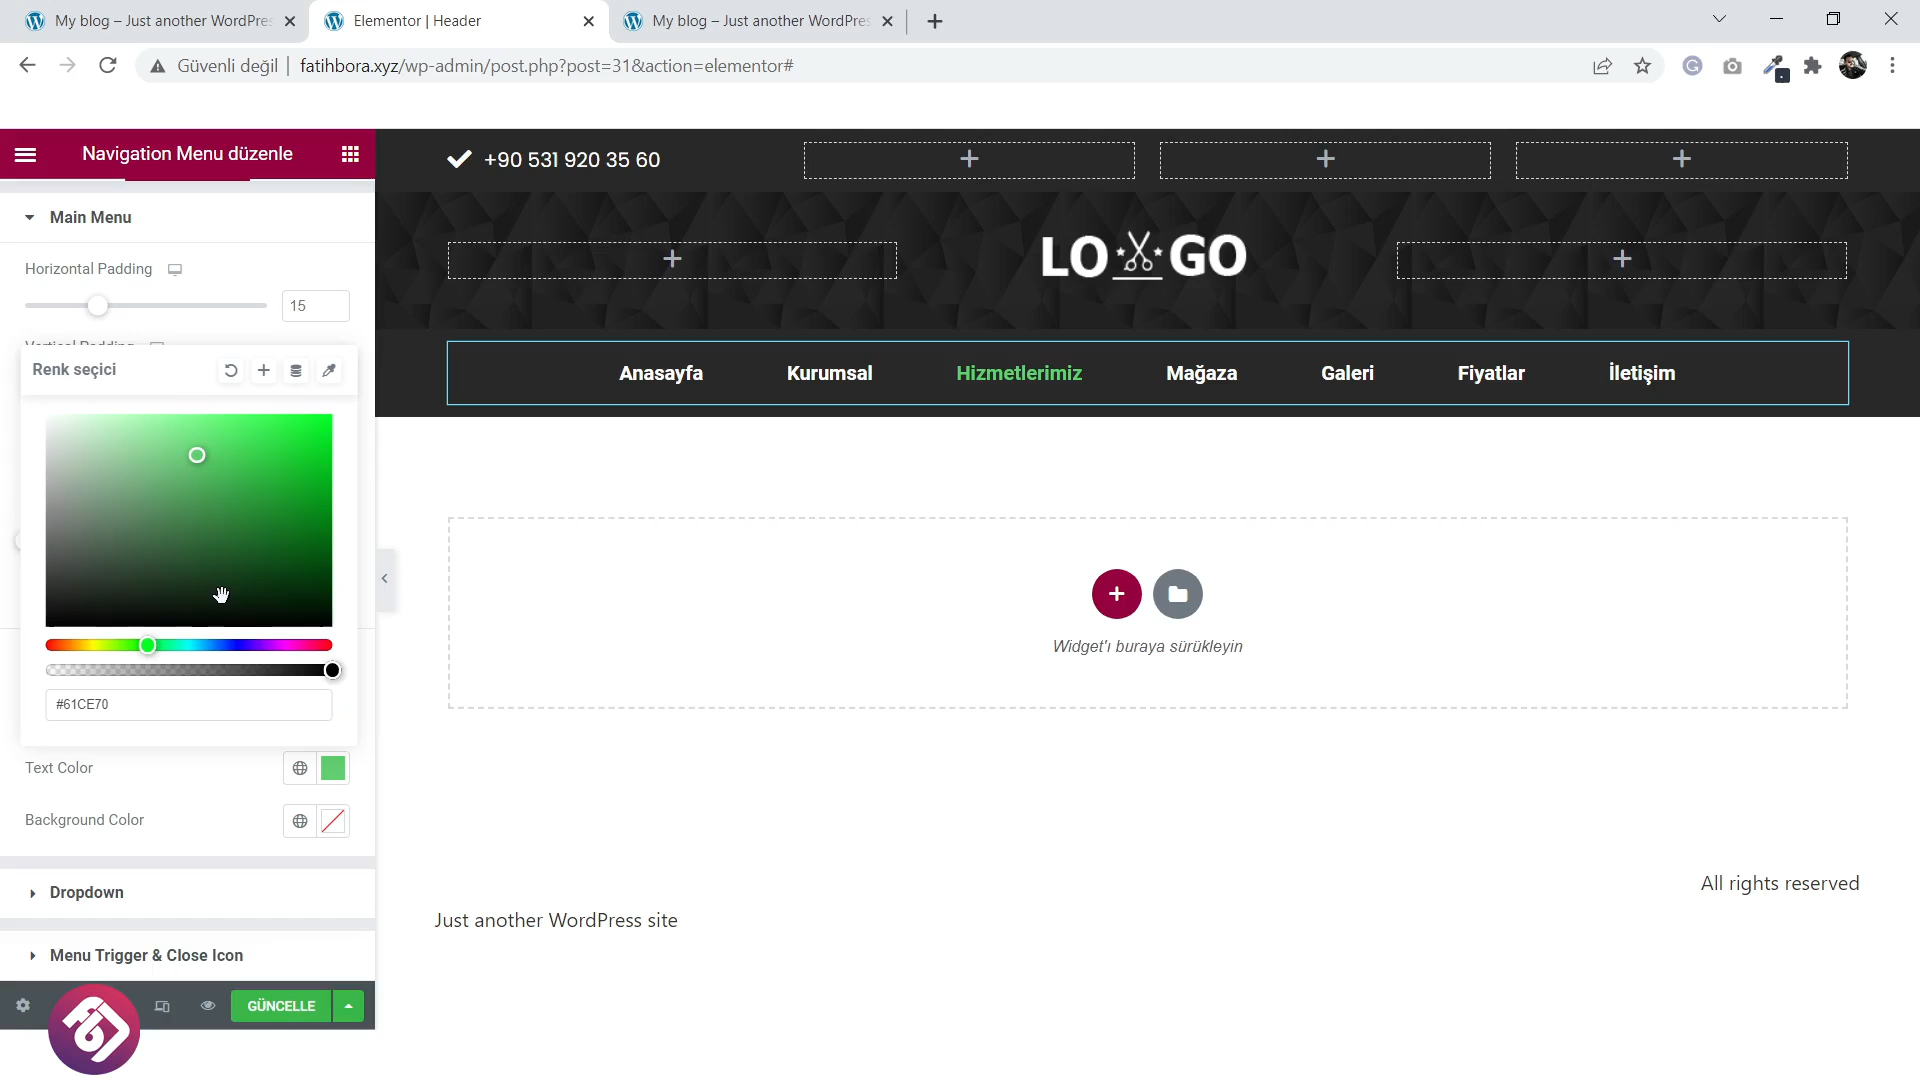 My blog – Just another WordPres
Elementor | Header
My blog – Just another WordPres
Güvenli değil
fatihbora.xyz/wp-admin/post.php?post=31&action=elementor#
Navigation Menu düzenle
+90 531 920 35 60
Main Menu
Horizontal Padding
15
LO GO
Vertical Padding
Renk seçici
Anasayfa
Kurumsal
Hizmetlerimiz
Mağaza
Galeri
Fiyatlar
İletişim
Widget'ı buraya sürükleyin
#61CE70
Text Color
Background Color
Dropdown
All rights reserved
Just another WordPress site
Menu Trigger & Close Icon
GÜNCELLE